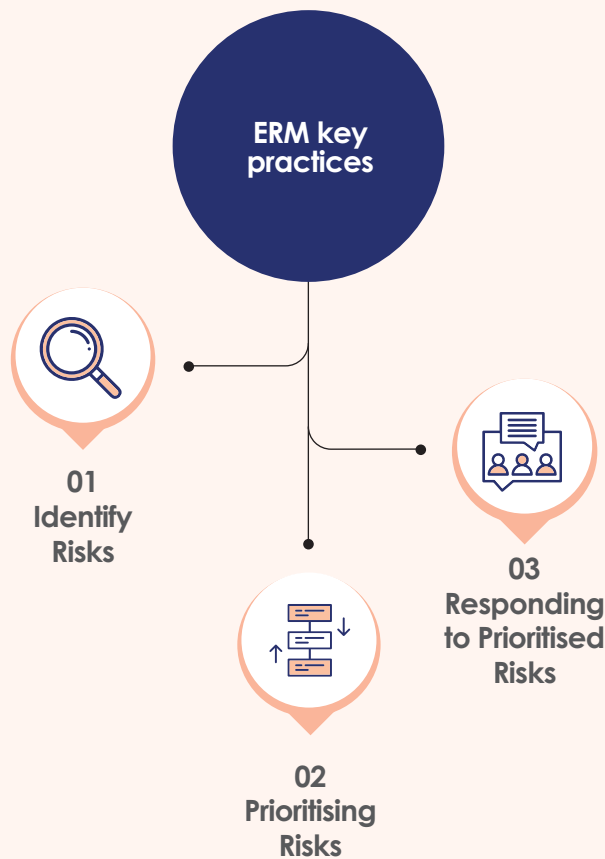 ERM key
practices
01
Identify
Risks
02
Prioritising
Risks
03
Responding
to Prioritised
Risks